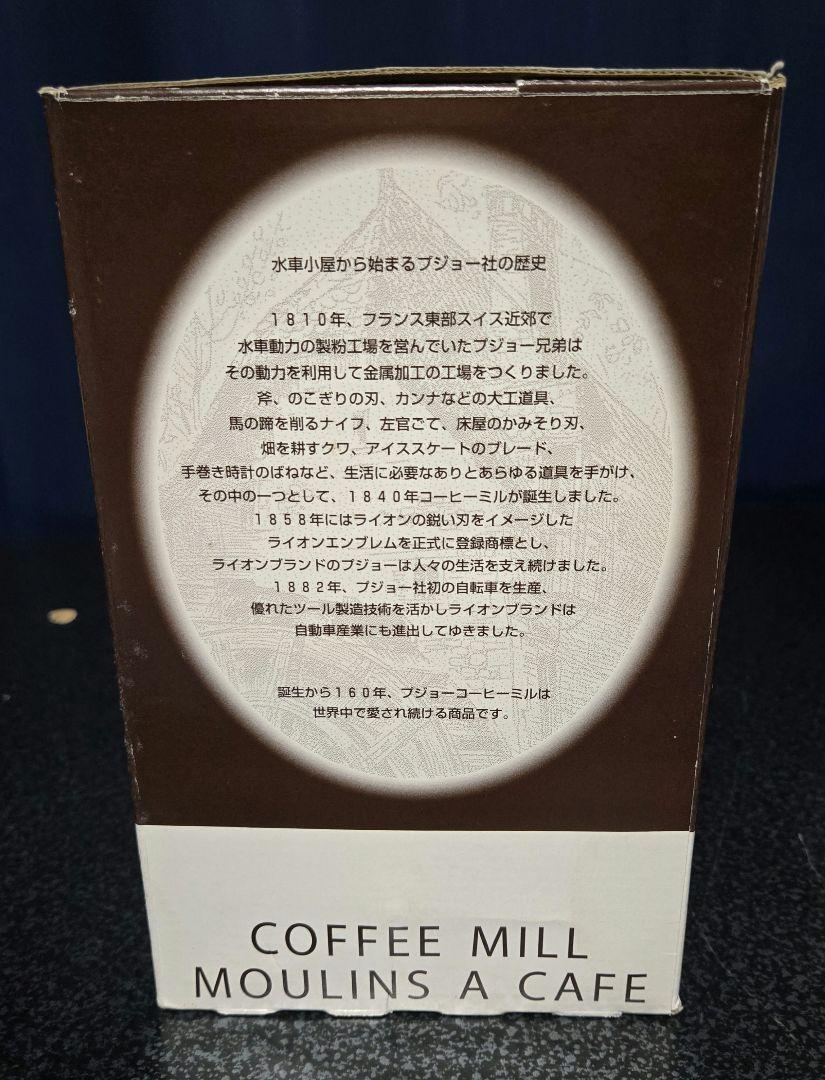 水車小屋から始まるプジョー社の歴史
1810年、フランス東部スイス近郊で
水車動力の製粉工場を営んでいたプジョー兄弟は
その動力を利用して金属加工の工場をつくりました。
斧、のこぎりの刃、カンナなどの大工道具、
馬の蹄を削るナイフ、左官ごて、床屋のかみそり刃、
畑を耕すクワ、アイススケートのブレード、
手巻き時計のばねなど、生活に必要なありとあらゆる道具を手がけ、
その中の一つとして、1840年コーヒーミルが誕生しました。
1858年にはライオンの鋭い刃をイメージした
ライオンエンブレムを正式に登録商標とし、
ライオンブランドのプジョーは人々の生活を支え続けました。
1882年、プジョー社初の自転車を生産、
優れたツール製造技術を活かしライオンブランドは
自動車産業にも進出してゆきました。
誕生から160年、プジョーコーヒーミルは
世界中で愛され続ける商品です。
COFFEE MILL
MOULINS A CAFE